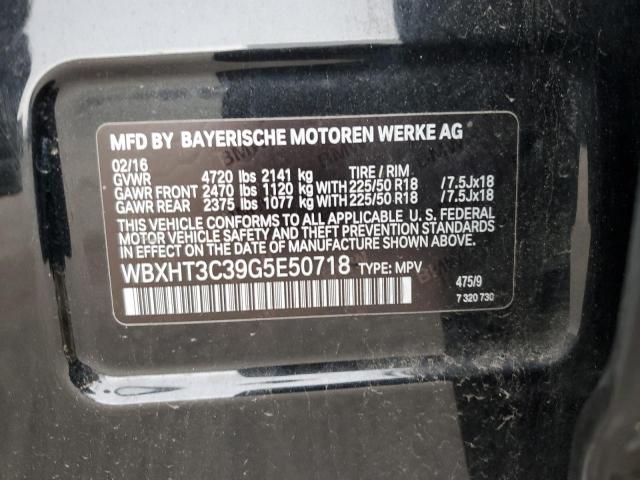 MFD BY BAYERISCHE MOTOREN WERKE AG
02/16
GVWR 4720 lbs 2141 kg TIRE / RIM
GAWR FRONT 2470 lbs 1120 kg WITH 225/50 R18 /7.5Jx18
GAWR REAR 2375 lbs 1077 kg WITH 225/50 R18 /7.5Jx18
THIS VEHICLE CONFORMS TO ALL APPLICABLE U. S. FEDERAL
MOTOR VEHICLE SAFETY AND THEFT PREVENTION STANDARDS
IN EFFECT ON THE DATE OF MANUFACTURE SHOWN ABOVE.
WBXHT3C39G5E50718 TYPE: MPV
475/9
7 320 730